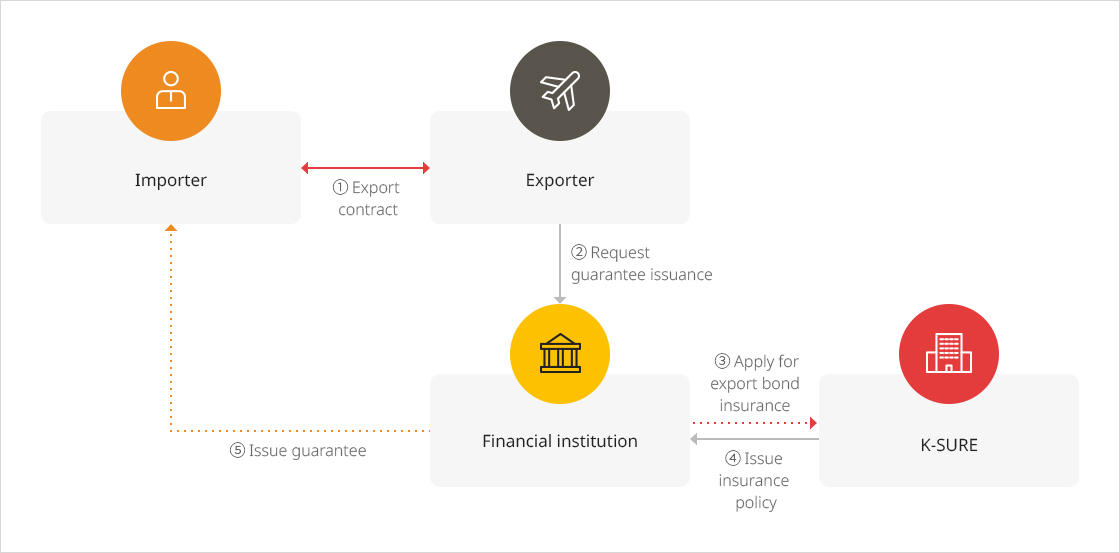 Importer
Exporter
① Export
contract
② Request
guarantee issuance
③ Apply for
export bond
insurance
Financial institution
K-SURE
⑤ Issue guarantee
④ Issue
insurance
policy